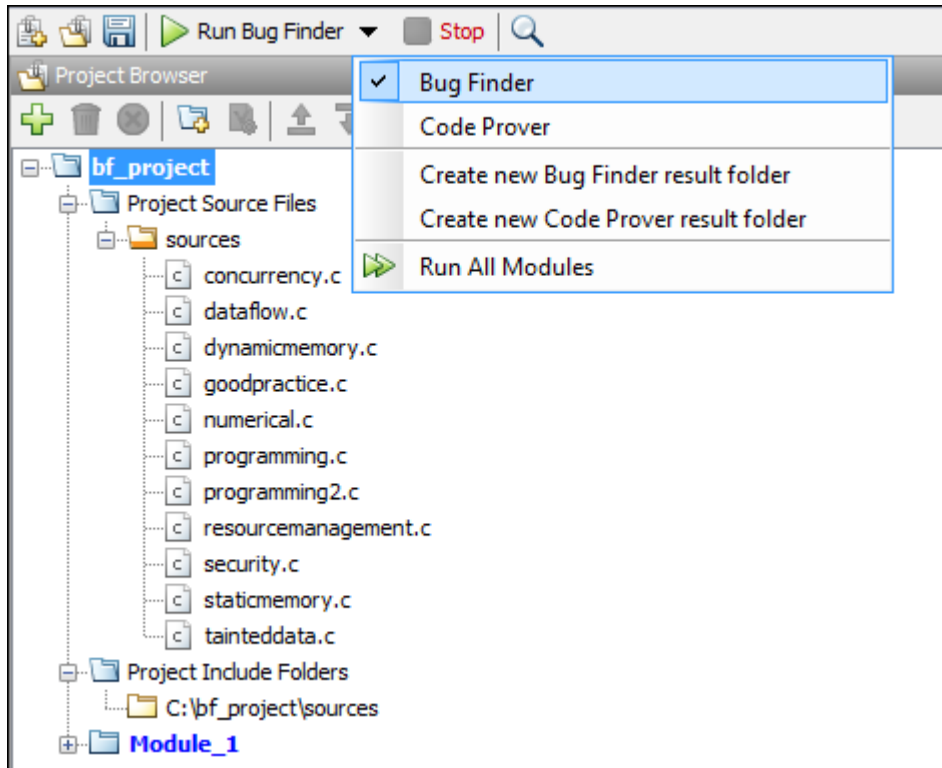 Run Bug Finder Stop
Project Browser
Bug Finder
Code Prover
Create new Bug Finder result folder
Create new Code Prover result folder
Run All Modules
bf_project
Project Source Files
sources
c concurrency.c
c dataflow.c
c dynamicmemory.c
c goodpractice.c
c numerical.c
c programming.c
c programming2.c
c resourcemanagement.c
c security.c
c staticmemory.c
c tainteddata.c
Project Include Folders
C:\bf_project\sources
Module_1